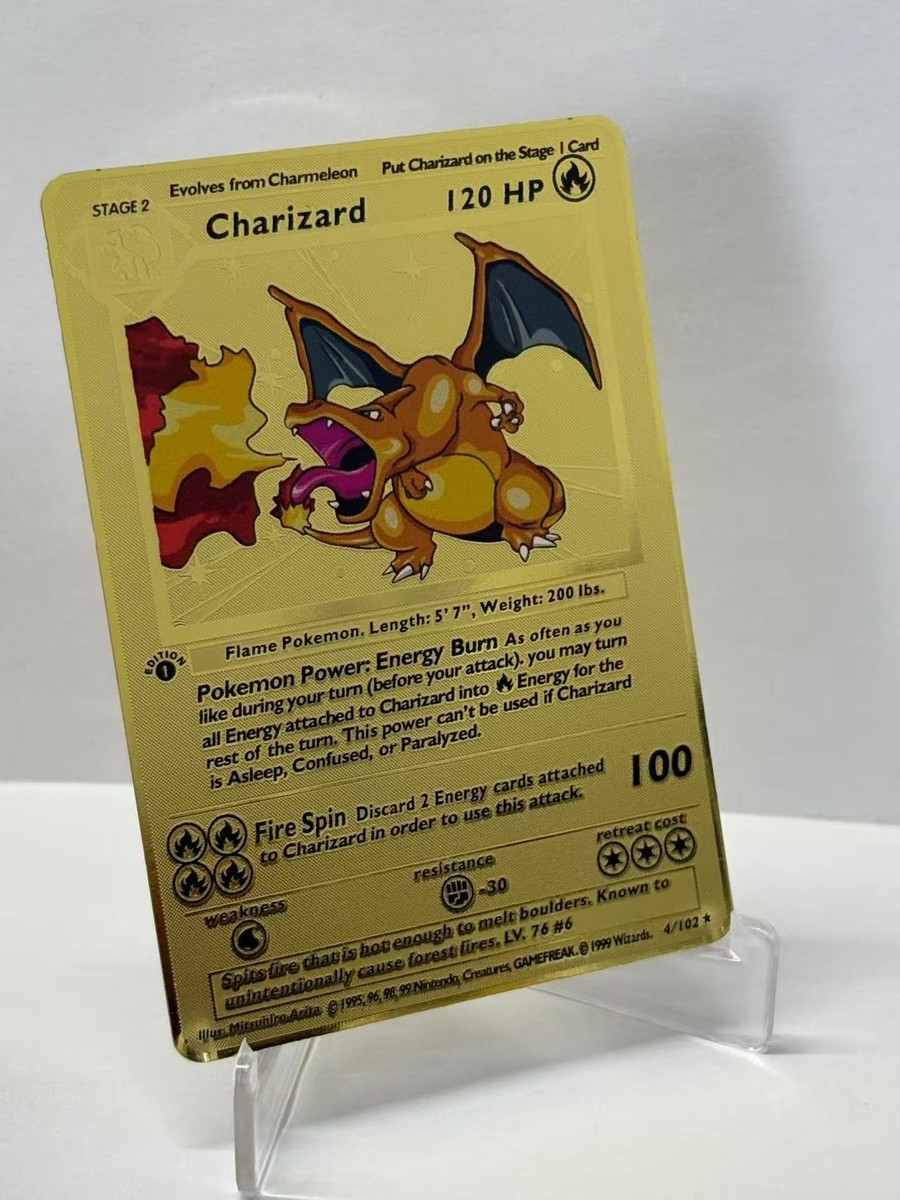 Evolves from Charmeleon Put Charizard on the Stage 1 Card
STAGE 2
Charizard 120 HP
Flame Pokemon. Length: 5' 7", Weight: 200 lbs.
EDITION
1
Pokemon Power: Energy Burn As often as you
like during your turn (before your attack), you may turn
all Energy attached to Charizard into Energy for the
rest of the turn. This power can't be used if Charizard
is Asleep, Confused, or Paralyzed.
Fire Spin Discard 2 Energy cards attached
to Charizard in order to use this attack.
100
weakness
resistance
-30
retreat cost
Spits fire that is hot enough to melt boulders. Known to
unintentionally cause forest fires. LV. 76 #6
Illus. Mitsuhiro Arita © 1995, 96, 98, 99 Nintendo, Creatures, GAMEFREAK. © 1999 Wizards. 4/102 ★